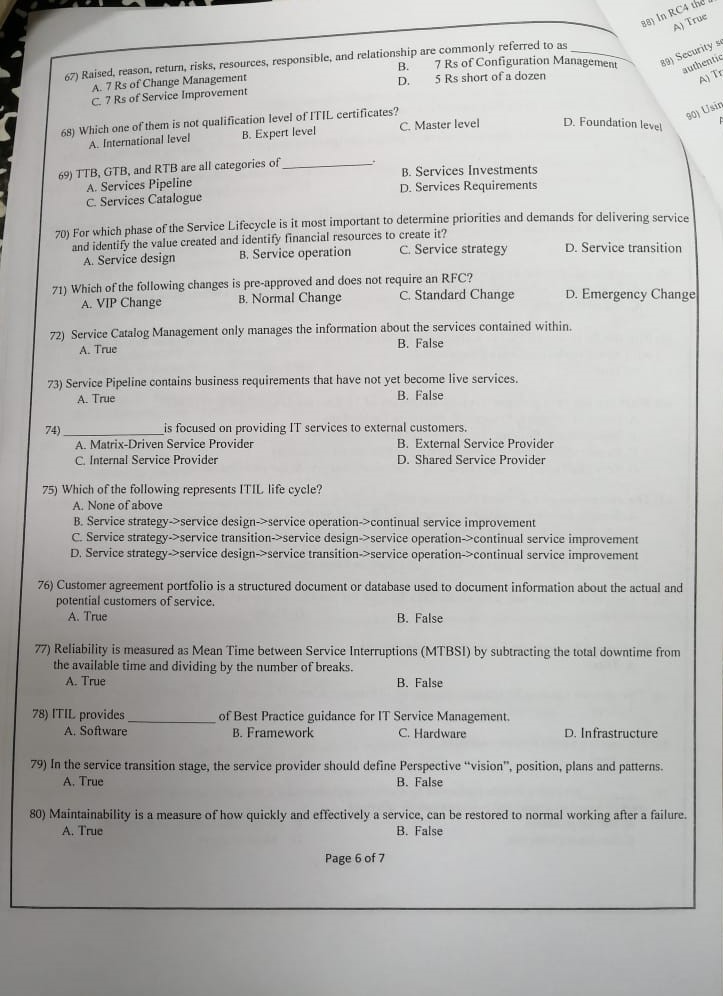 88) In RC4 the
A) True
89) Security
authentic
A) Tr
90) Usin
67) Raised, reason, return, risks, resources, responsible, and relationship are commonly referred to as ________
A. 7 Rs of Change Management B. 7 Rs of Configuration Management
C. 7 Rs of Service Improvement D. 5 Rs short of a dozen
68) Which one of them is not qualification level of ITIL certificates?
A. International level B. Expert level C. Master level D. Foundation level
69) TTB, GTB, and RTB are all categories of ______________.
A. Services Pipeline B. Services Investments
C. Services Catalogue D. Services Requirements
70) For which phase of the Service Lifecycle is it most important to determine priorities and demands for delivering service
and identify the value created and identify financial resources to create it?
A. Service design B. Service operation C. Service strategy D. Service transition
71) Which of the following changes is pre-approved and does not require an RFC?
A. VIP Change B. Normal Change C. Standard Change D. Emergency Change
72) Service Catalog Management only manages the information about the services contained within.
A. True B. False
73) Service Pipeline contains business requirements that have not yet become live services.
A. True B. False
74) ______________is focused on providing IT services to external customers.
A. Matrix-Driven Service Provider B. External Service Provider
C. Internal Service Provider D. Shared Service Provider
75) Which of the following represents ITIL life cycle?
A. None of above
B. Service strategy->service design->service operation->continual service improvement
C. Service strategy->service transition->service design->service operation->continual service improvement
D. Service strategy->service design->service transition->service operation->continual service improvement
76) Customer agreement portfolio is a structured document or database used to document information about the actual and
potential customers of service.
A. True B. False
77) Reliability is measured as Mean Time between Service Interruptions (MTBSI) by subtracting the total downtime from
the available time and dividing by the number of breaks.
A. True B. False
78) ITIL provides ____________ of Best Practice guidance for IT Service Management.
A. Software B. Framework C. Hardware D. Infrastructure
79) In the service transition stage, the service provider should define Perspective “vision”, position, plans and patterns.
A. True B. False
80) Maintainability is a measure of how quickly and effectively a service, can be restored to normal working after a failure.
A. True B. False
Page 6 of 7